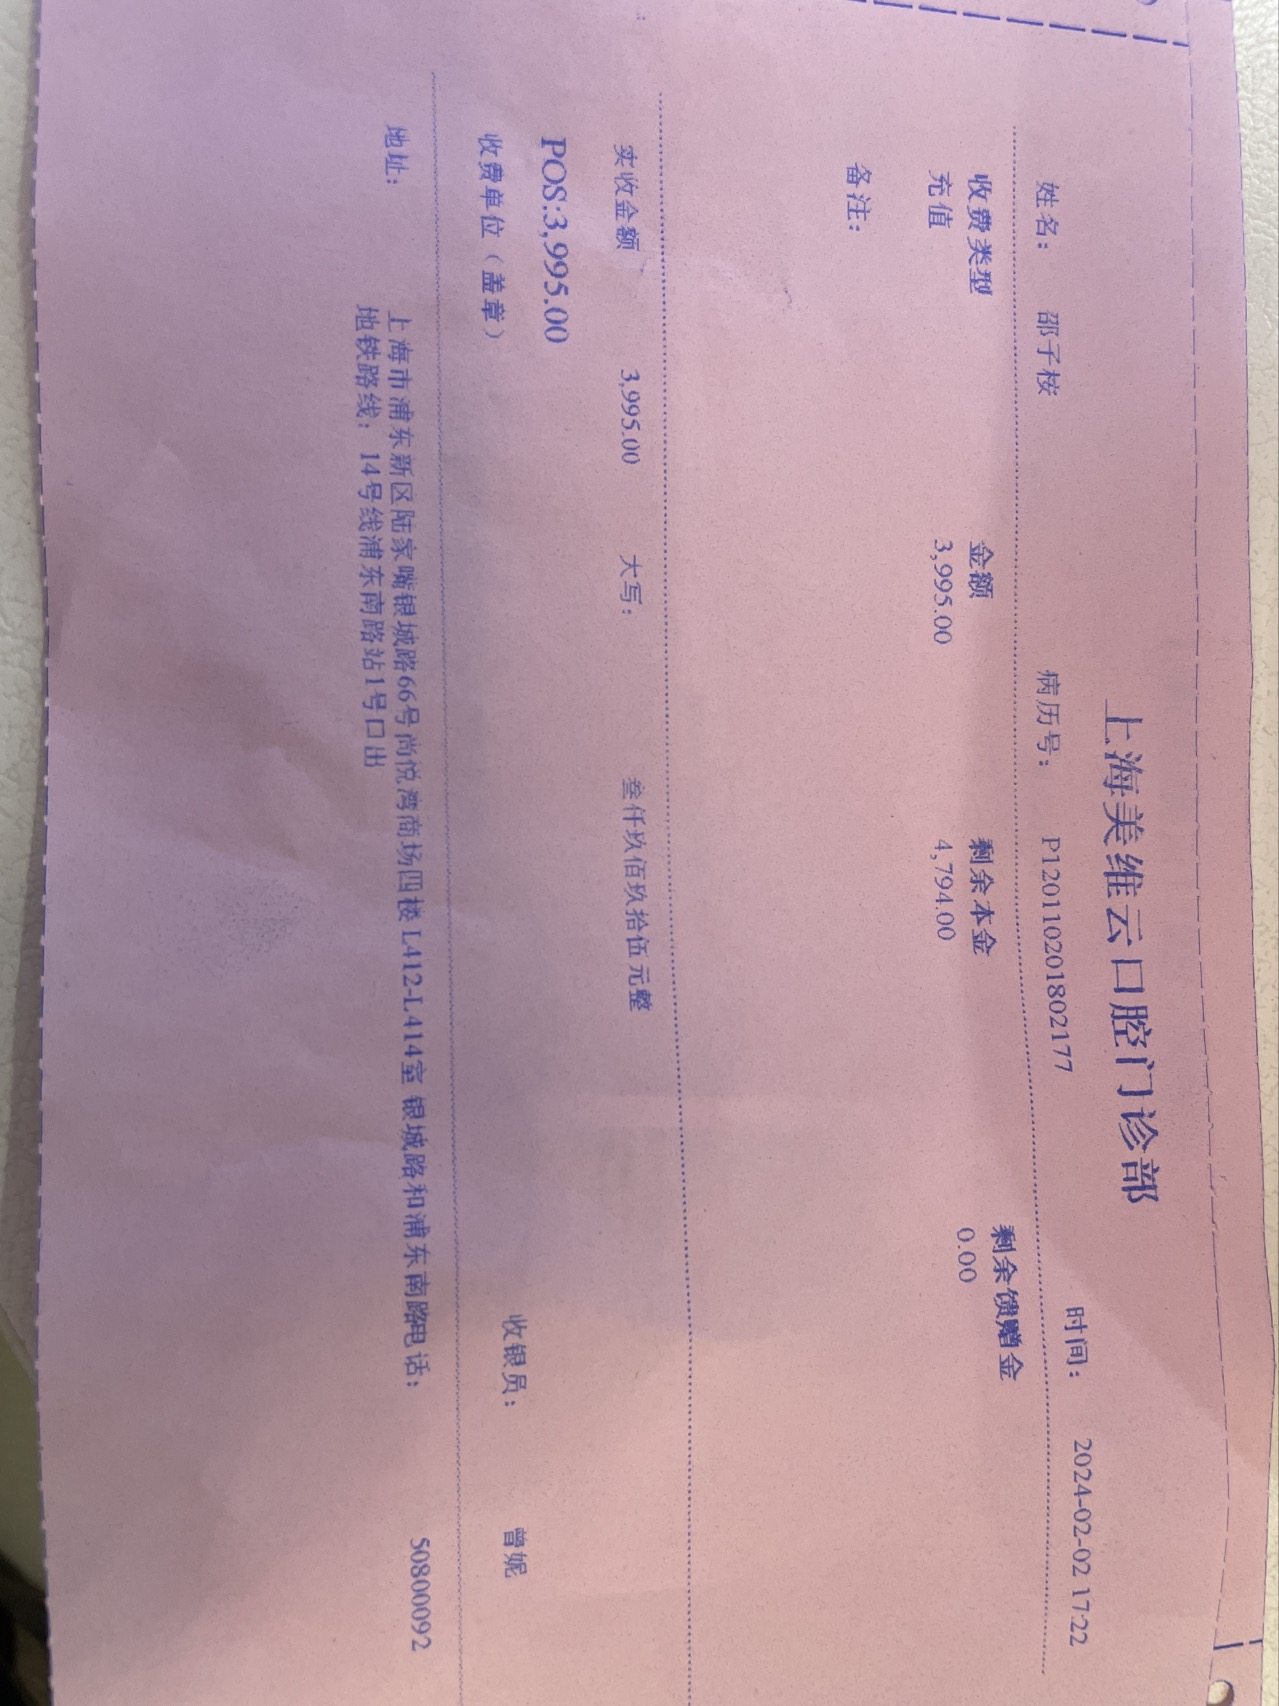 上海美维云口腔门诊部
姓名： 邵子桉 病历号： P120110201802177 时间： 2024-02-02 17:22
收费类型 金额 剩余本金 剩余馈赠金
充值 3,995.00 4,794.00 0.00
备注：
实收金额 3,995.00 大写： 叁仟玖佰玖拾伍元整
POS:3,995.00
收费单位（盖章） 收银员： 曾妮
地址： 上海市浦东新区陆家嘴银城路66号尚悦湾商场四楼L412-L414室 银城路和浦东南路电话： 50800092
地铁路线：14号线浦东南路站1号口出